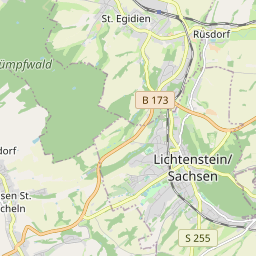 St. Egidien
Rüsdorf
ümpfwald
B 173
dorf
Lichtenstein/
Sachsen
sen St.
cheln
S 255